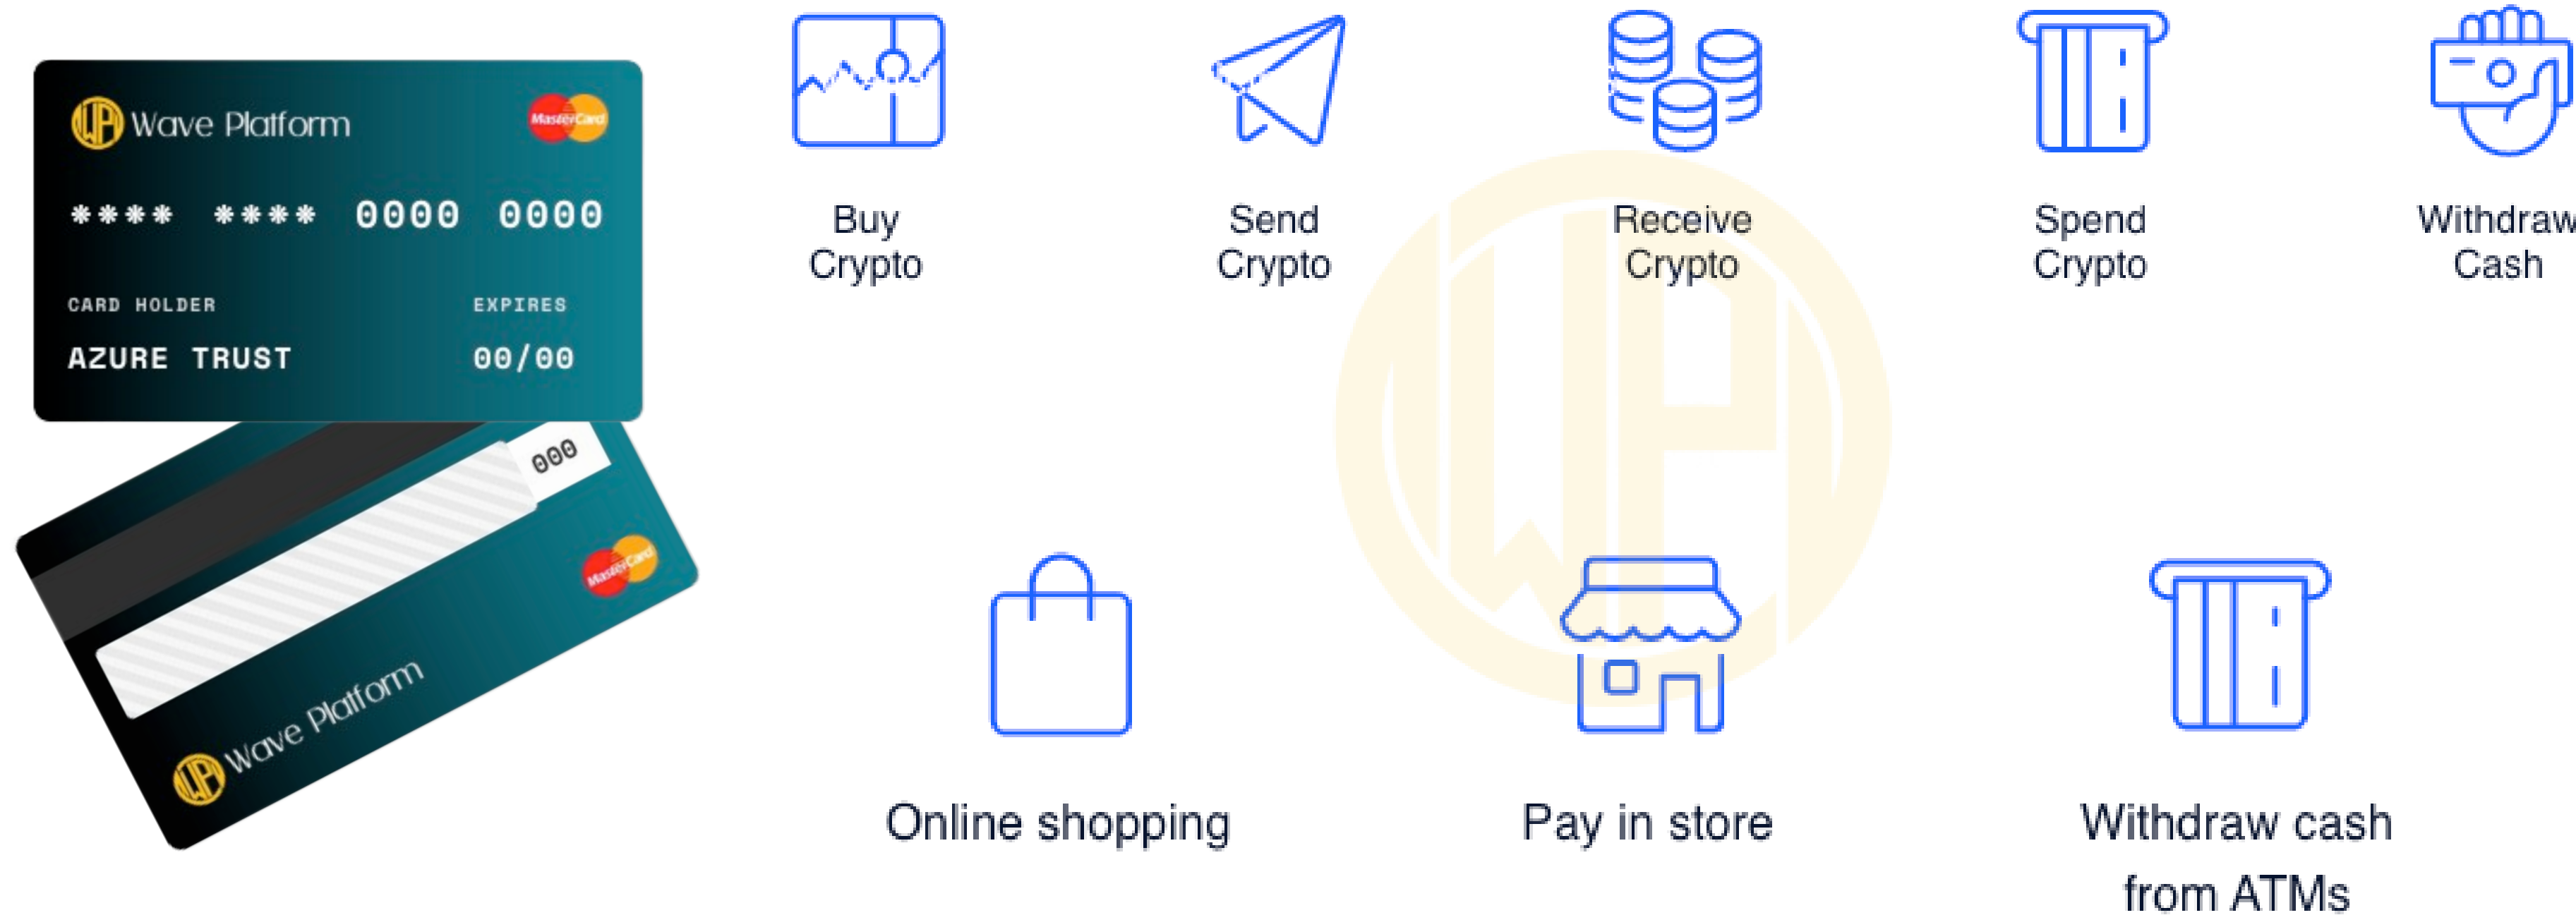 Wave Platform
MasterCard
**** **** 0000 0000
CARD HOLDER
EXPIRES
AZURE TRUST
00/00
000
MasterCard
Wave Platform
Buy
Crypto
Send
Crypto
Receive
Crypto
Spend
Crypto
Withdraw
Cash
WP
Online shopping
Pay in store
Withdraw cash
from ATMs